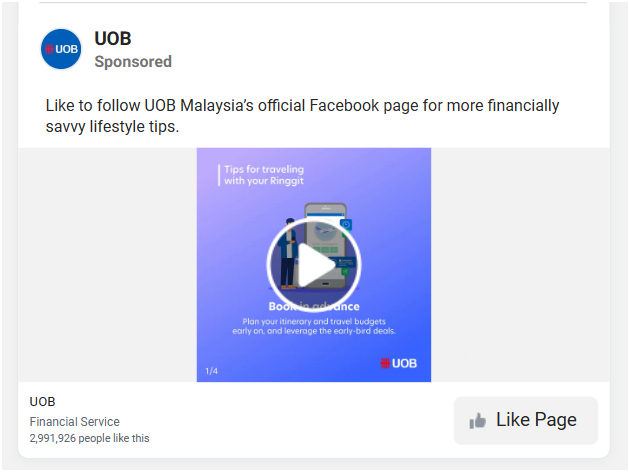 UOB
UOB
Sponsored
Like to follow UOB Malaysia’s official Facebook page for more financially
savvy lifestyle tips.
Tips for traveling
with your Ringgit
Book in advance
Plan your itinerary and travel budgets
early on, and leverage the early-bird deals.
UOB
1/4
UOB
Financial Service
2,991,926 people like this
Like Page